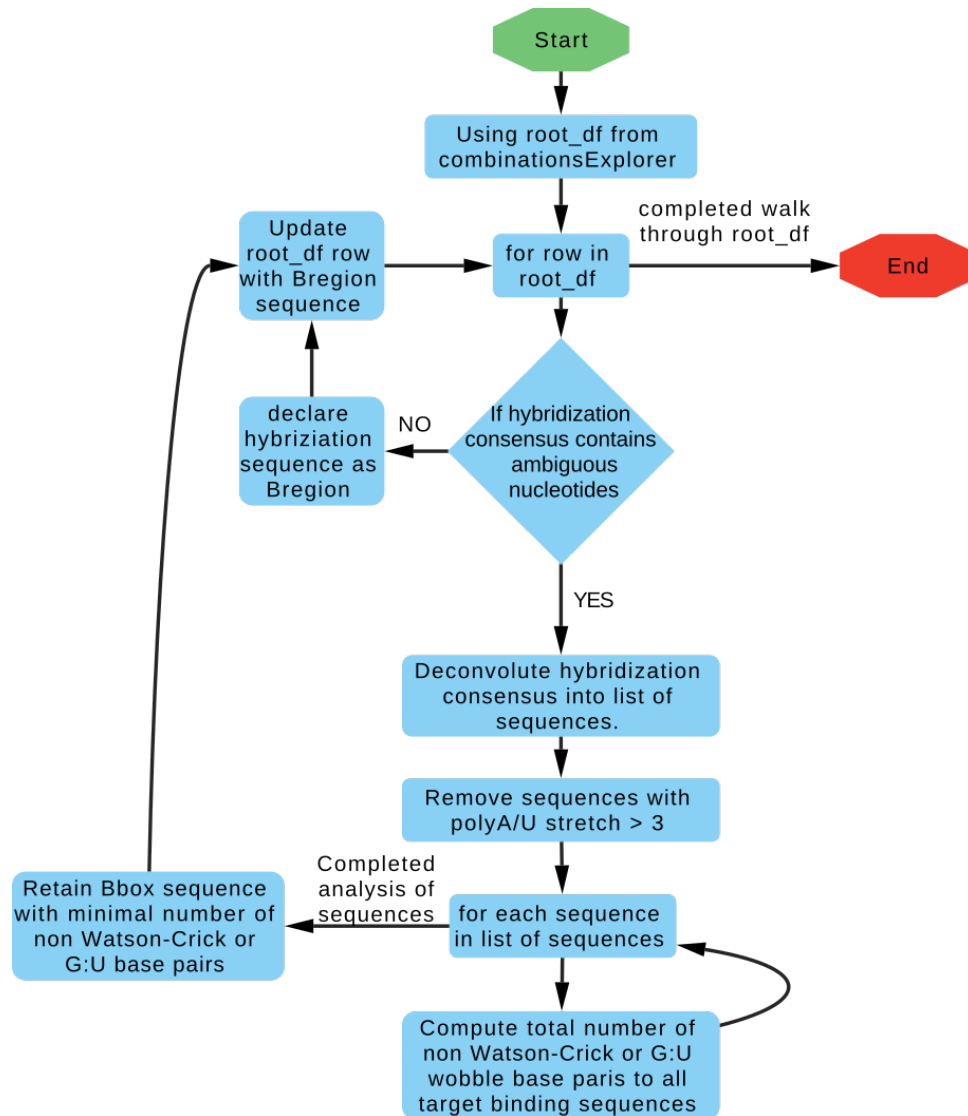 Start
Using root_df from
combinationsExplorer
completed walk
through root_df
Update
root_df row
with Bregion
sequence
for row in
root_df
End
declare
hybriziation
sequence as
Bregion
NO
If hybridization
consensus contains
ambiguous
nucleotides
YES
Deconvolute hybridization
consensus into list of
sequences.
Remove sequences with
polyA/U stretch > 3
Completed
analysis of
sequences
Retain Bbox sequence
with minimal number of
non Watson-Crick or
G:U base pairs
for each sequence
in list of sequences
Compute total number of
non Watson-Crick or G:U
wobble base paris to all
target binding sequences